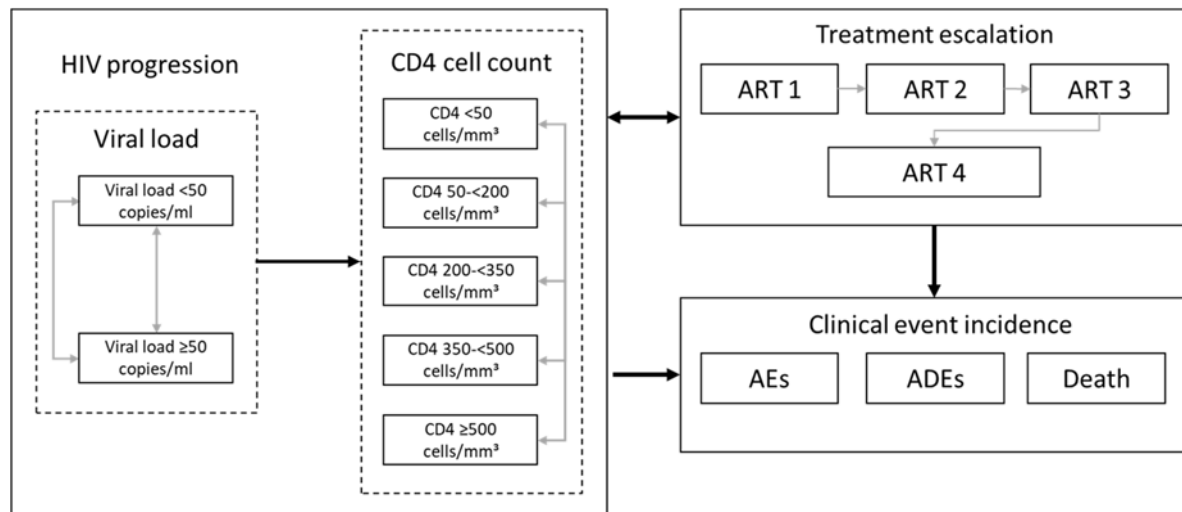 HIV progression
Viral load
Viral load <50
copies/ml
Viral load ≥50
copies/ml
CD4 cell count
CD4 <50
cells/mm³
CD4 50-<200
cells/mm³
CD4 200-<350
cells/mm³
CD4 350-<500
cells/mm³
CD4 ≥500
cells/mm³
Treatment escalation
ART 1
ART 2
ART 3
ART 4
Clinical event incidence
AEs
ADEs
Death